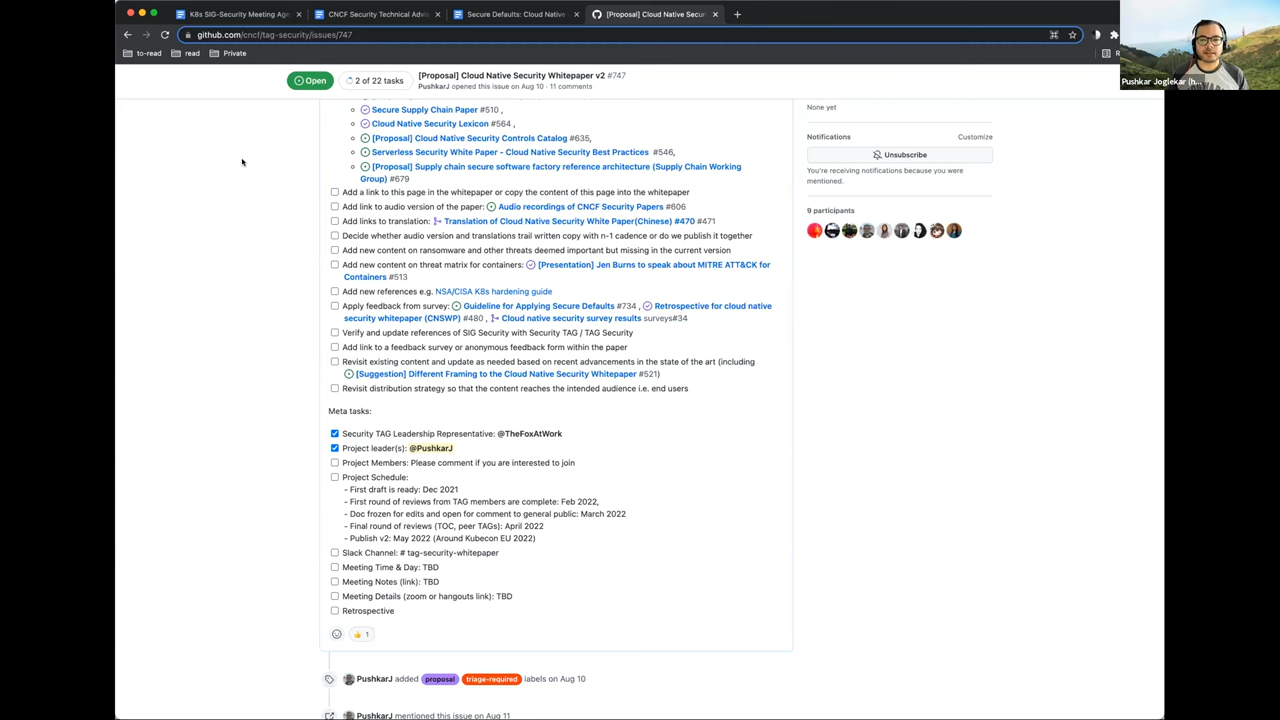 K8s SIG-Security Meeting Age
CNCF Security Technical Advis
Secure Defaults: Cloud Native
[Proposal] Cloud Native Secur
github.com/cncf/tag-security/issues/747
to-read
read
Private
Pushkar Joglekar (h...
Open
2 of 22 tasks
[Proposal] Cloud Native Security Whitepaper v2 #747
PushkarJ opened this issue on Aug 10 · 11 comments
Secure Supply Chain Paper #510 ,
Cloud Native Security Lexicon #564 ,
[Proposal] Cloud Native Security Controls Catalog #635,
Serverless Security White Paper - Cloud Native Security Best Practices #546,
[Proposal] Supply chain secure software factory reference architecture (Supply Chain Working
Group) #679
Add a link to this page in the whitepaper or copy the content of this page into the whitepaper
Add link to audio version of the paper: Audio recordings of CNCF Security Papers #606
Add links to translation: Translation of Cloud Native Security White Paper(Chinese) #470 #471
Decide whether audio version and translations trail written copy with n-1 cadence or do we publish it together
Add new content on ransomware and other threats deemed important but missing in the current version
Add new content on threat matrix for containers: [Presentation] Jen Burns to speak about MITRE ATT&CK for
Containers #513
Add new references e.g. NSA/CISA K8s hardening guide
Apply feedback from survey: Guideline for Applying Secure Defaults #734 , Retrospective for cloud native
security whitepaper (CNSWP) #480 , Cloud native security survey results surveys#34
Verify and update references of SIG Security with Security TAG / TAG Security
Add link to a feedback survey or anonymous feedback form within the paper
Revisit existing content and update as needed based on recent advancements in the state of the art (including
[Suggestion] Different Framing to the Cloud Native Security Whitepaper #521)
Revisit distribution strategy so that the content reaches the intended audience i.e. end users
Meta tasks:
Security TAG Leadership Representative: @TheFoxAtWork
Project leader(s): @PushkarJ
Project Members: Please comment if you are interested to join
Project Schedule:
- First draft is ready: Dec 2021
- First round of reviews from TAG members are complete: Feb 2022,
- Doc frozen for edits and open for comment to general public: March 2022
- Final round of reviews (TOC, peer TAGs): April 2022
- Publish v2: May 2022 (Around Kubecon EU 2022)
Slack Channel: # tag-security-whitepaper
Meeting Time & Day: TBD
Meeting Notes (link): TBD
Meeting Details (zoom or hangouts link): TBD
Retrospective
1
PushkarJ added proposal triage-required labels on Aug 10
PushkarJ mentioned this issue on Aug 11
None yet
Notifications
Customize
Unsubscribe
You're receiving notifications because you were
mentioned.
9 participants